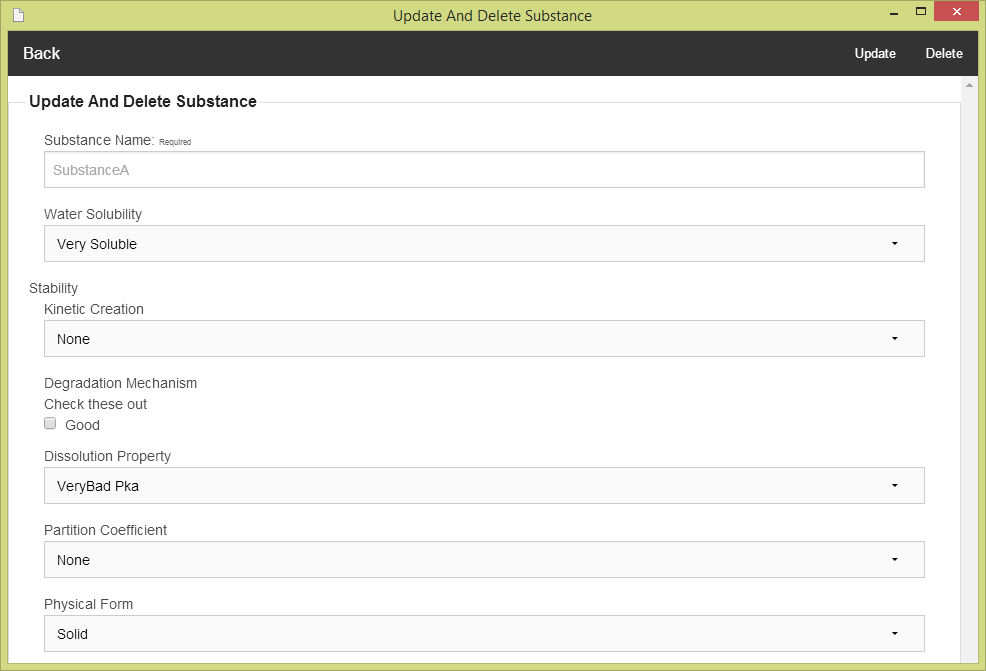 Update And Delete Substance
Back Update Delete
Update And Delete Substance
Substance Name: Required
SubstanceA
Water Solubility
Very Soluble
Stability
Kinetic Creation
None
Degradation Mechanism
Check these out
Good
Dissolution Property
VeryBad Pka
Partition Coefficient
None
Physical Form
Solid